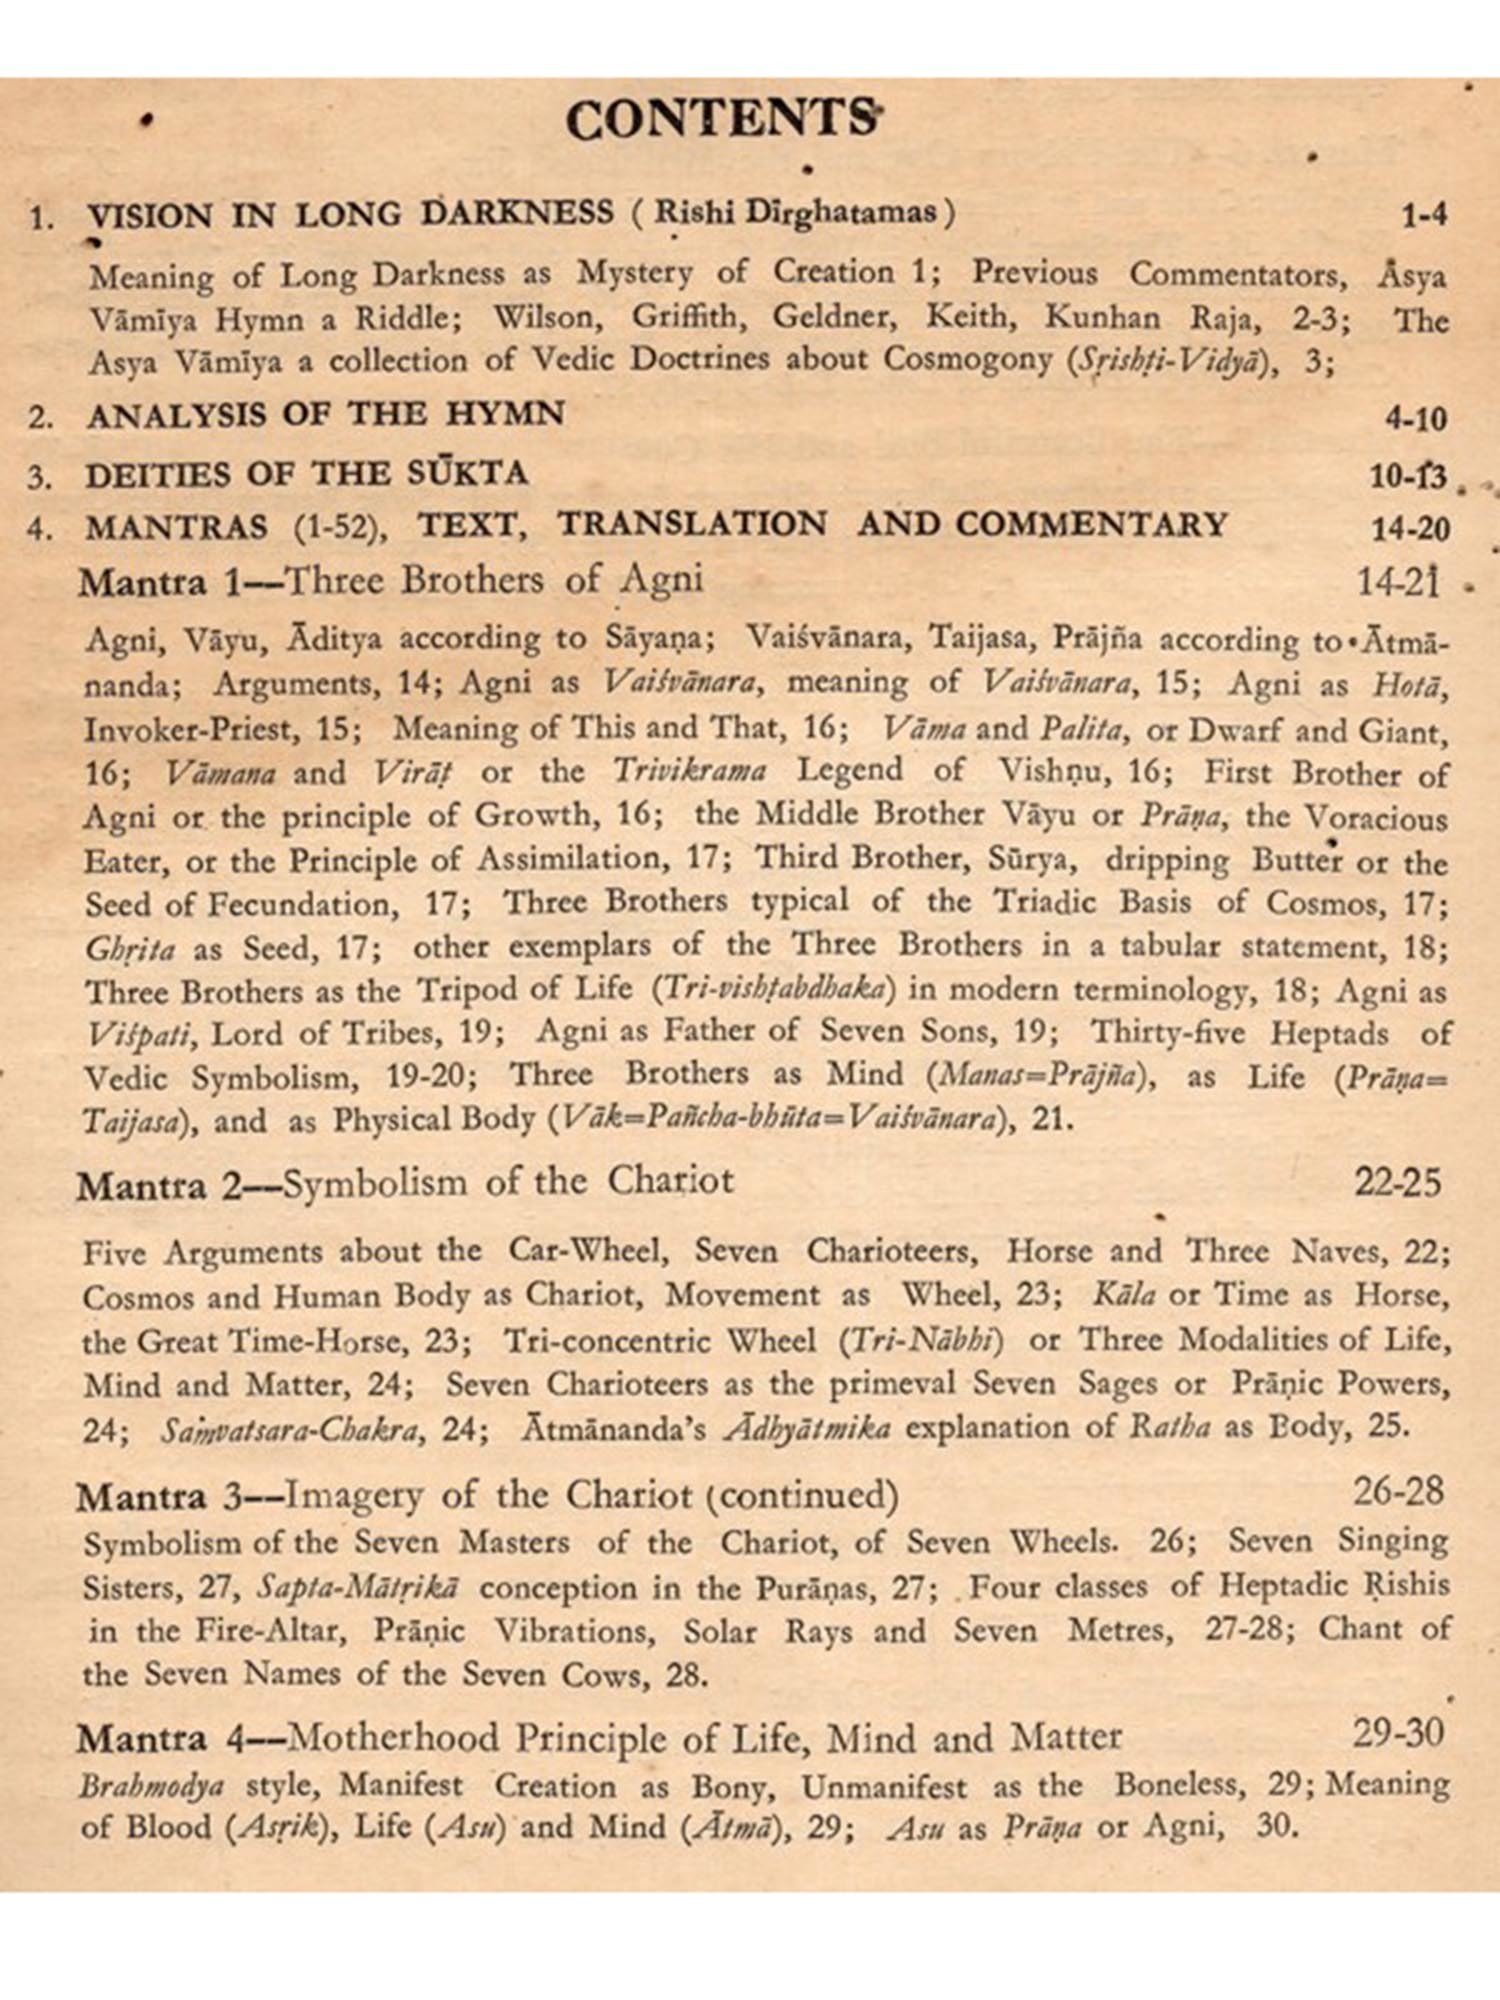 CONTENTS
1. VISION IN LONG DARKNESS ( Rishi Dīrghatamas ) 1-4
Meaning of Long Darkness as Mystery of Creation 1; Previous Commentators, Āsya
Vāmīya Hymn a Riddle; Wilson, Griffith, Geldner, Keith, Kunhan Raja, 2-3; The
Asya Vāmīya a collection of Vedic Doctrines about Cosmogony (Sṛishṭi-Vidyā), 3;
2. ANALYSIS OF THE HYMN 4-10
3. DEITIES OF THE SŪKTA 10-13
4. MANTRAS (1-52), TEXT, TRANSLATION AND COMMENTARY 14-20
Mantra 1—Three Brothers of Agni 14-21
Agni, Vāyu, Āditya according to Sāyaṇa; Vaiśvānara, Taijasa, Prājña according to Ātmā-
nanda; Arguments, 14; Agni as Vaiśvānara, meaning of Vaiśvānara, 15; Agni as Hotā,
Invoker-Priest, 15; Meaning of This and That, 16; Vāma and Palita, or Dwarf and Giant,
16; Vāmana and Virāṭ or the Trivikrama Legend of Vishṇu, 16; First Brother of
Agni or the principle of Growth, 16; the Middle Brother Vāyu or Prāṇa, the Voracious
Eater, or the Principle of Assimilation, 17; Third Brother, Sūrya, dripping Butter or the
Seed of Fecundation, 17; Three Brothers typical of the Triadic Basis of Cosmos, 17;
Ghṛita as Seed, 17; other exemplars of the Three Brothers in a tabular statement, 18;
Three Brothers as the Tripod of Life (Tri-vishṭabdhaka) in modern terminology, 18; Agni as
Viśpati, Lord of Tribes, 19; Agni as Father of Seven Sons, 19; Thirty-five Heptads of
Vedic Symbolism, 19-20; Three Brothers as Mind (Manas=Prājña), as Life (Prāṇa=
Taijasa), and as Physical Body (Vāk=Pañcha-bhūta=Vaiśvānara), 21.
Mantra 2—Symbolism of the Chariot 22-25
Five Arguments about the Car-Wheel, Seven Charioteers, Horse and Three Naves, 22;
Cosmos and Human Body as Chariot, Movement as Wheel, 23; Kāla or Time as Horse,
the Great Time-Horse, 23; Tri-concentric Wheel (Tri-Nābhi) or Three Modalities of Life,
Mind and Matter, 24; Seven Charioteers as the primeval Seven Sages or Prāṇic Powers,
24; Saṁvatsara-Chakra, 24; Ātmānanda's Ādhyātmika explanation of Ratha as Body, 25.
Mantra 3—Imagery of the Chariot (continued) 26-28
Symbolism of the Seven Masters of the Chariot, of Seven Wheels. 26; Seven Singing
Sisters, 27, Sapta-Mātṛikā conception in the Purāṇas, 27; Four classes of Heptadic Ṛishis
in the Fire-Altar, Prāṇic Vibrations, Solar Rays and Seven Metres, 27-28; Chant of
the Seven Names of the Seven Cows, 28.
Mantra 4—Motherhood Principle of Life, Mind and Matter 29-30
Brahmodya style, Manifest Creation as Bony, Unmanifest as the Boneless, 29; Meaning
of Blood (Asṛik), Life (Asu) and Mind (Ātmā), 29; Asu as Prāṇa or Agni, 30.